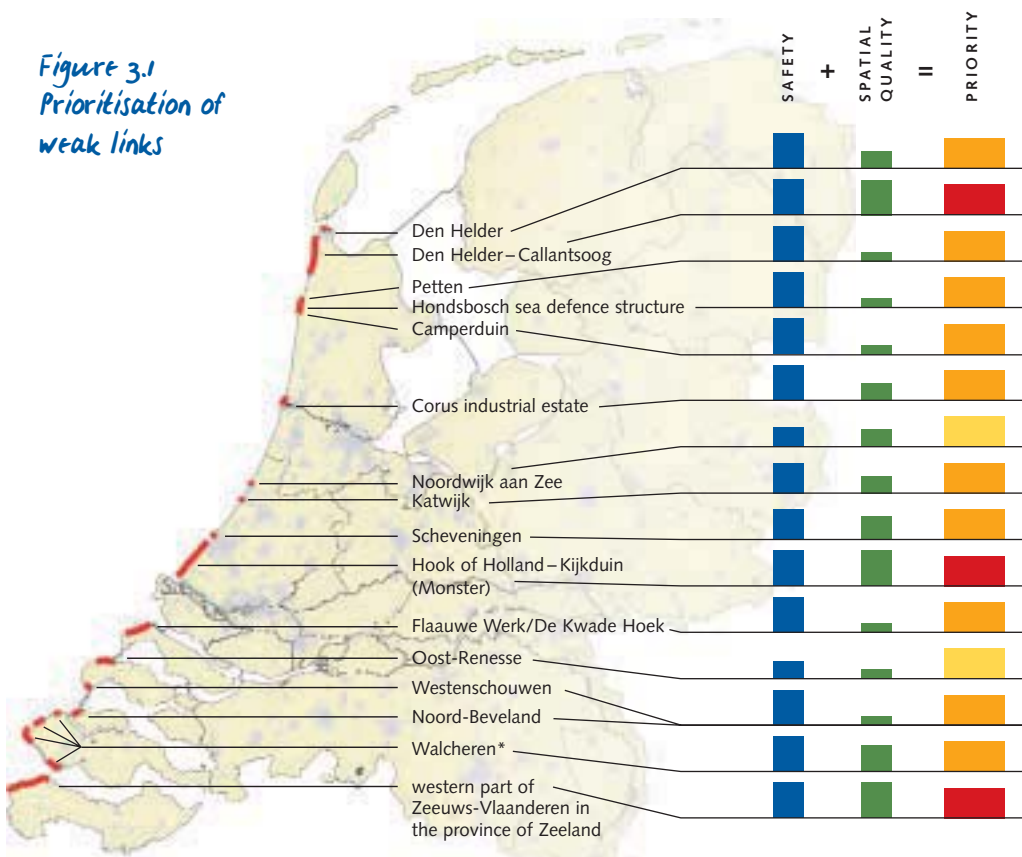 Figure 3.1
Prioritisation of
weak links
SAFETY
+
SPATIAL
QUALITY
=
PRIORITY
Den Helder
Den Helder–Callantsoog
Petten
Hondsbosch sea defence structure
Camperduin
Corus industrial estate
Noordwijk aan Zee
Katwijk
Scheveningen
Hook of Holland–Kijkduin
(Monster)
Flaauwe Werk/De Kwade Hoek
Oost-Renesse
Westenschouwen
Noord-Beveland
Walcheren*
western part of
Zeeuws-Vlaanderen in
the province of Zeeland